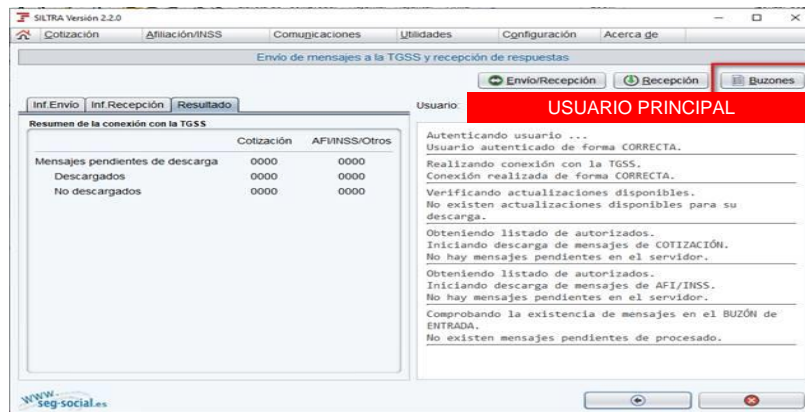 SILTRA Versión 2.2.0
Cotización Afiliación/INSS Comunicaciones Utilidades Configuración Acerca de
Envío de mensajes a la TGSS y recepción de respuestas
Envío/Recepción Recepción Buzones
Inf.Envío Inf.Recepción Resultado Usuario: USUARIO PRINCIPAL
Resumen de la conexión con la TGSS
Cotización AFI/INSS/Otros
Mensajes pendientes de descarga 0000 0000
Descargados 0000 0000
No descargados 0000 0000
Autenticando usuario ...
Usuario autenticado de forma CORRECTA.
Realizando conexión con la TGSS.
Conexión realizada de forma CORRECTA.
Verificando actualizaciones disponibles.
No existen actualizaciones disponibles para su
descarga.
Obteniendo listado de autorizados.
Iniciando descarga de mensajes de COTIZACIÓN.
No hay mensajes pendientes en el servidor.
Obteniendo listado de autorizados.
Iniciando descarga de mensajes de AFI/INSS.
No hay mensajes pendientes en el servidor.
Comprobando la existencia de mensajes en el BUZÓN de
ENTRADA.
No existen mensajes pendientes de procesado.
www.
seg-social.es